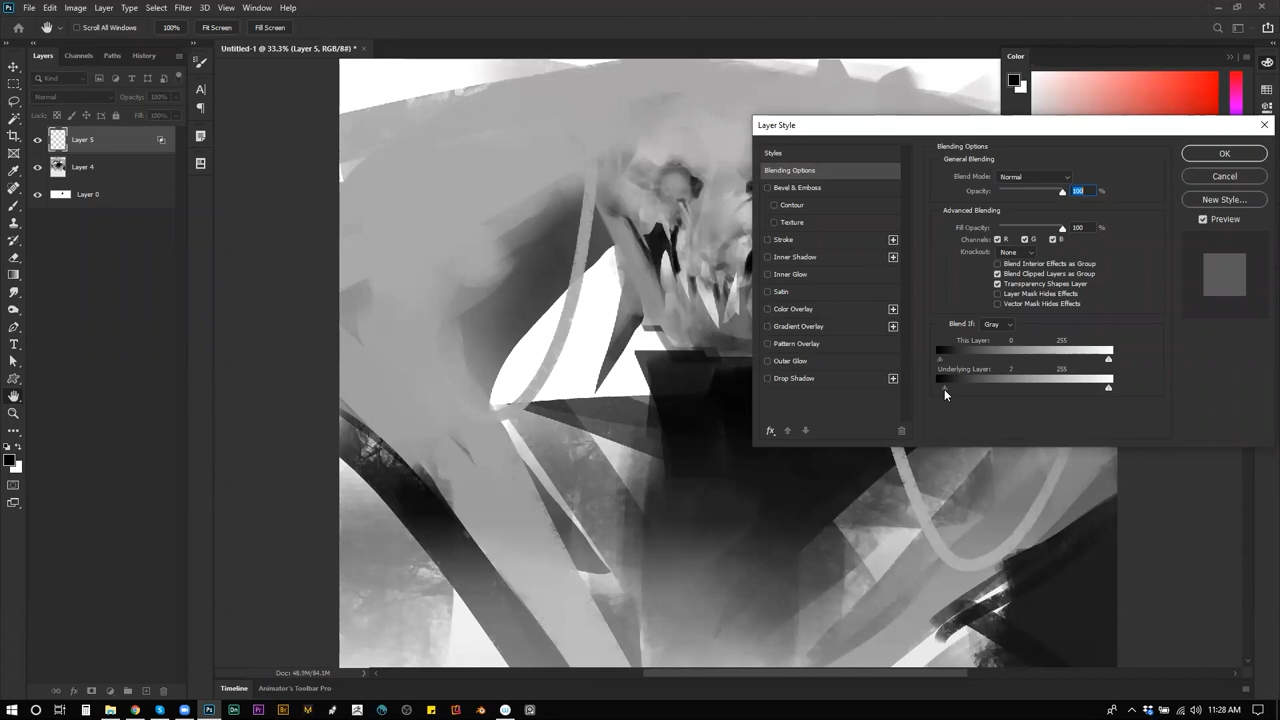 Ps File Edit Image Layer Type Select Filter 3D View Window Help
Scroll All Windows 100% Fit Screen Fill Screen
Layers Channels Paths History
Untitled-1 @ 33.3% (Layer 5, RGB/8#) * ×
Color
Kind
Normal Opacity: 100%
Lock: Fill: 100%
Layer 5
Layer 4
Layer 0
Layer Style
Styles
Blending Options
Bevel & Emboss
Contour
Texture
Stroke
Inner Shadow
Inner Glow
Satin
Color Overlay
Gradient Overlay
Pattern Overlay
Outer Glow
Drop Shadow
fx
Blending Options
General Blending
Blend Mode: Normal
Opacity: 100 %
Advanced Blending
Fill Opacity: 100 %
Channels: R G B
Knockout: None
Blend Interior Effects as Group
Blend Clipped Layers as Group
Transparency Shapes Layer
Layer Mask Hides Effects
Vector Mask Hides Effects
Blend If: Gray
This Layer: 0 255
Underlying Layer: 7 255
OK
Cancel
New Style...
Preview
33.3% Doc: 48.9M/84.1M
Timeline Animator's Toolbar Pro
11:28 AM